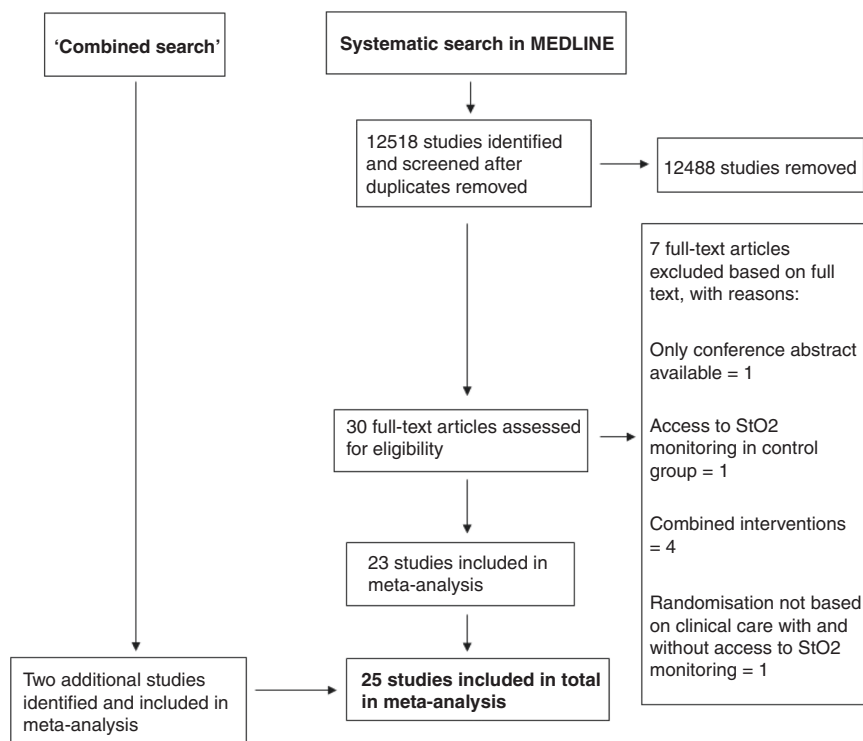 'Combined search'
Systematic search in MEDLINE
12518 studies identified
and screened after
duplicates removed
12488 studies removed
7 full-text articles
excluded based on full
text, with reasons:
Only conference abstract
available = 1
Access to StO2
monitoring in control
group = 1
Combined interventions
= 4
Randomisation not based
on clinical care with and
without access to StO2
monitoring = 1
30 full-text articles assessed
for eligibility
23 studies included in
meta-analysis
Two additional studies
identified and included in
meta-analysis
25 studies included in total
in meta-analysis